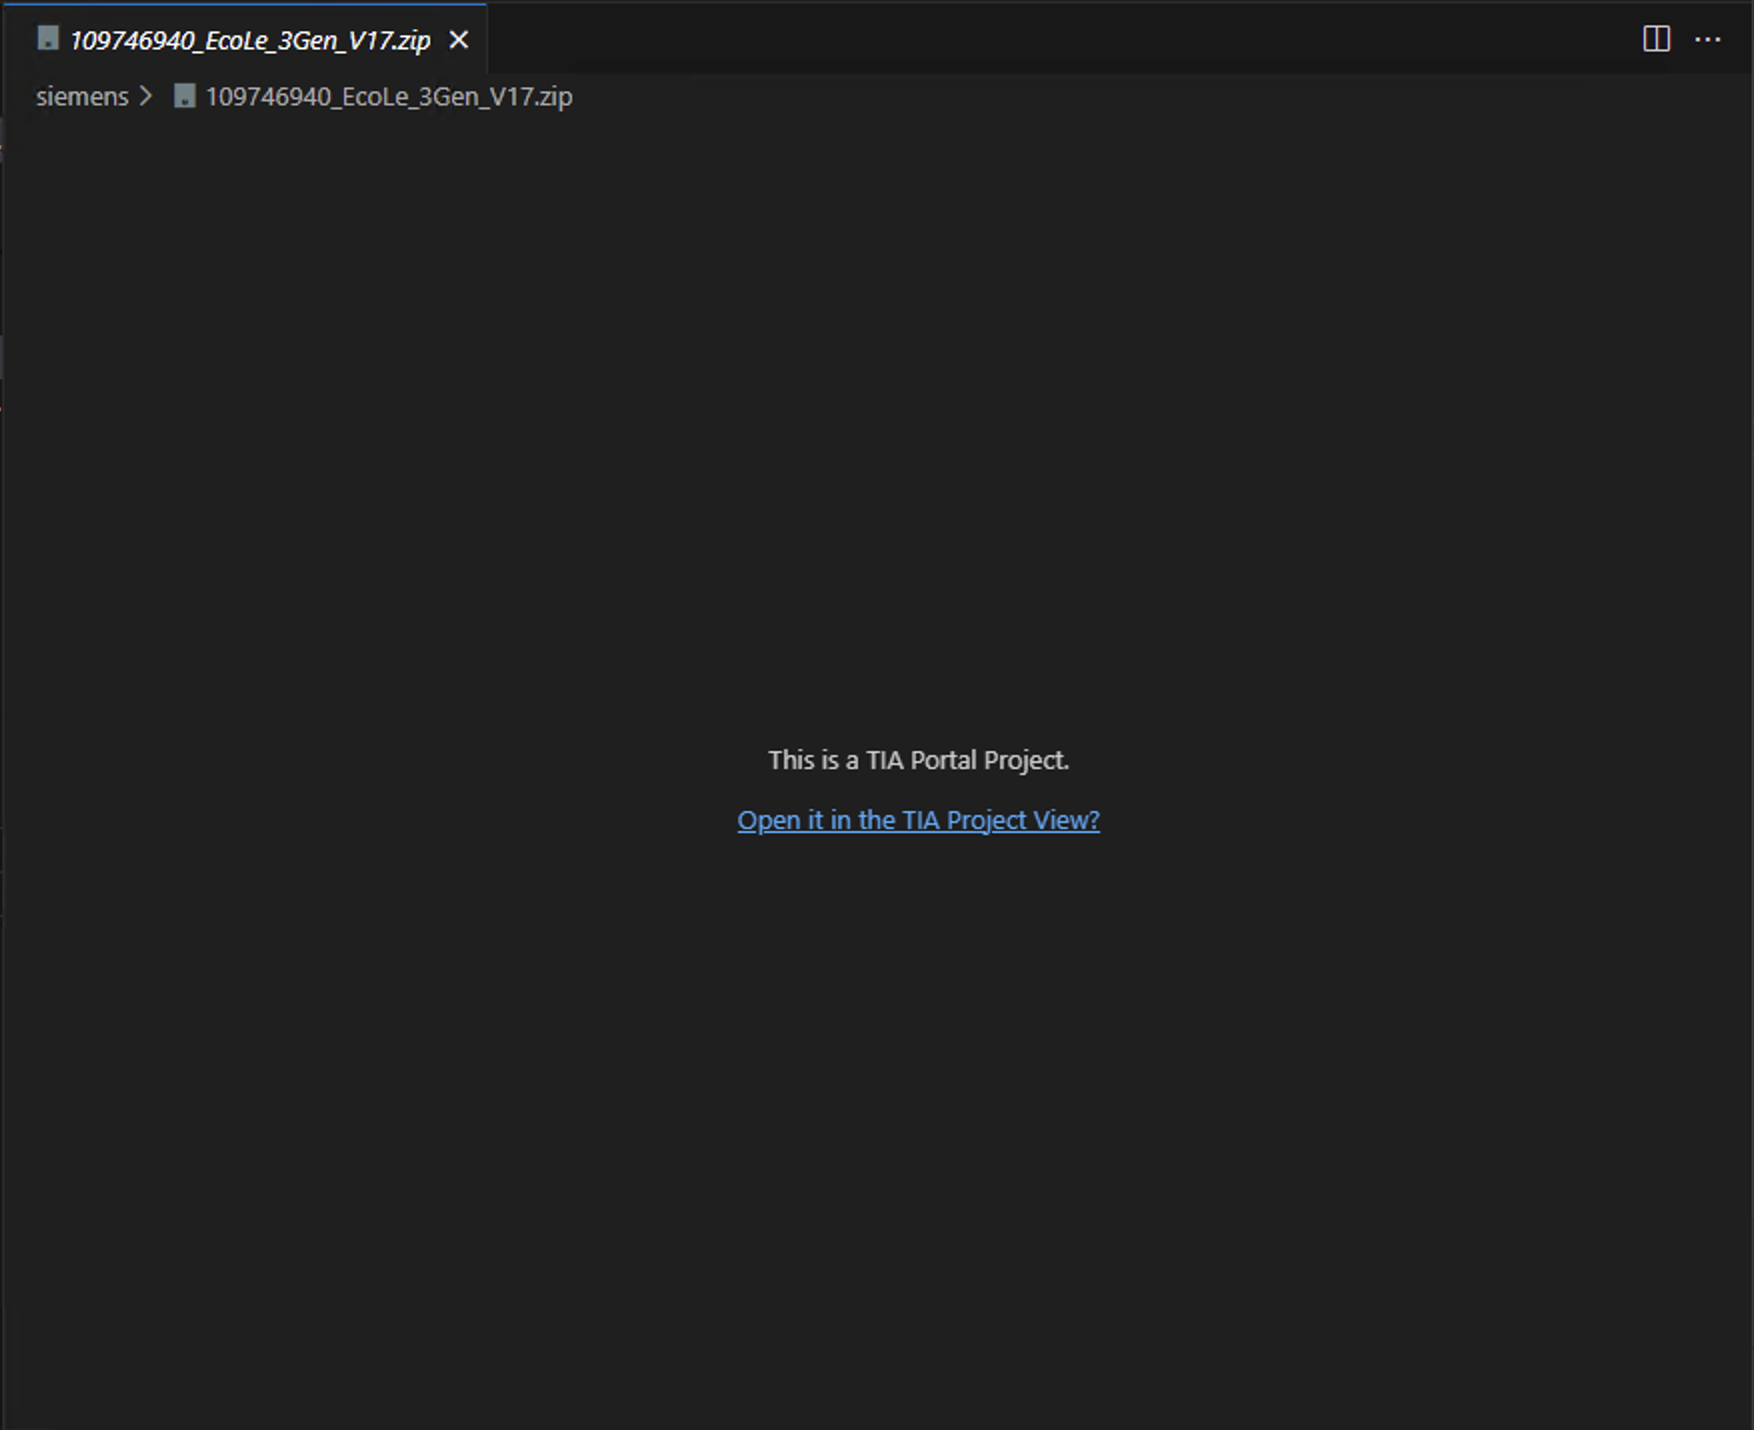 109746940_EcoLe_3Gen_V17.zip
siemens > 109746940_EcoLe_3Gen_V17.zip
This is a TIA Portal Project.
Open it in the TIA Project View?